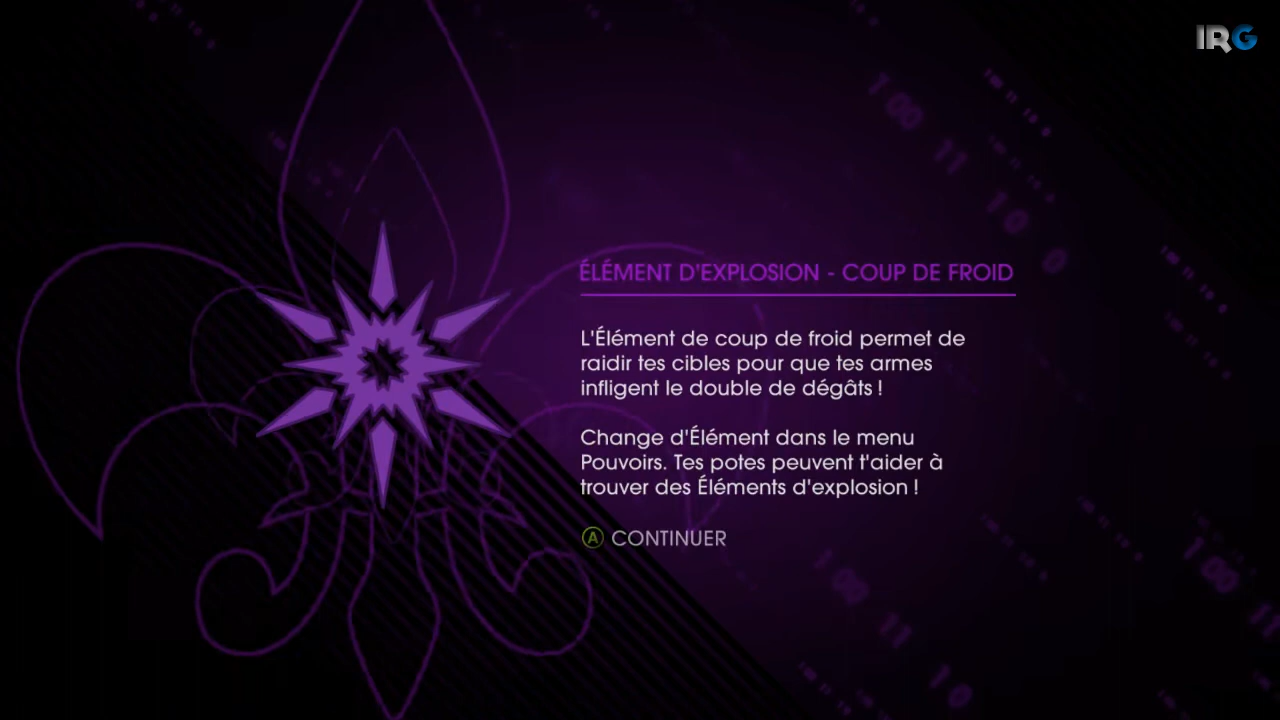 IRG
ÉLÉMENT D'EXPLOSION - COUP DE FROID
L'Élément de coup de froid permet de
raidir tes cibles pour que tes armes
infligent le double de dégâts !
Change d'Élément dans le menu
Pouvoirs. Tes potes peuvent t'aider à
trouver des Éléments d'explosion !
A CONTINUER